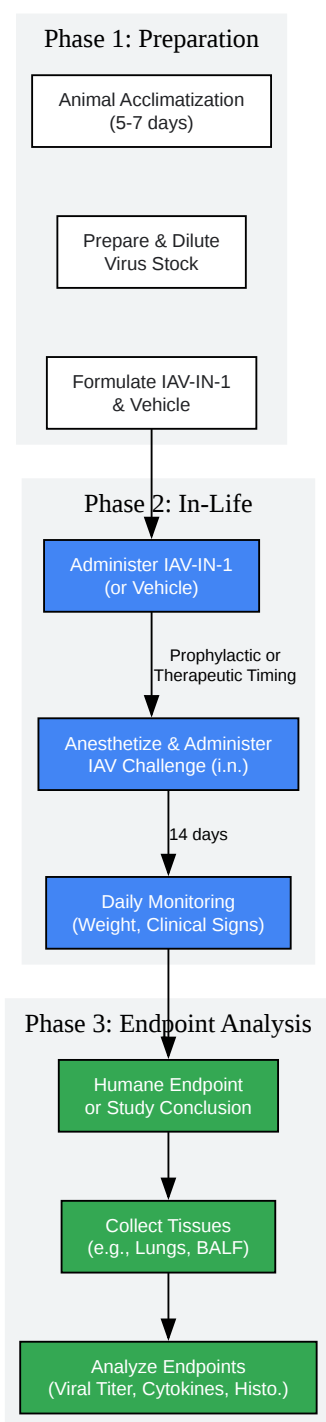 Phase 1: Preparation
Animal Acclimatization
(5-7 days)
Prepare & Dilute
Virus Stock
Formulate IAV-IN-1
& Vehicle
Phase 2: In-Life
Administer IAV-IN-1
(or Vehicle)
Prophylactic or
Therapeutic Timing
Anesthetize & Administer
IAV Challenge (i.n.)
14 days
Daily Monitoring
(Weight, Clinical Signs)
Phase 3: Endpoint Analysis
Humane Endpoint
or Study Conclusion
Collect Tissues
(e.g., Lungs, BALF)
Analyze Endpoints
(Viral Titer, Cytokines, Histo.)